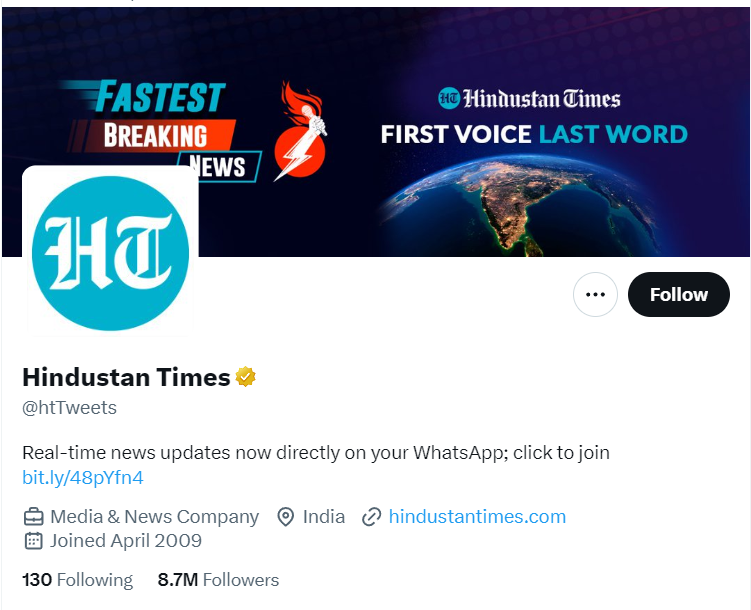 FASTEST
BREAKING
NEWS
HT Hindustan Times
FIRST VOICE LAST WORD
HT
Follow
Hindustan Times
@htTweets
Real-time news updates now directly on your WhatsApp; click to join
bit.ly/48pYfn4
Media & News Company India hindustantimes.com
Joined April 2009
130 Following 8.7M Followers